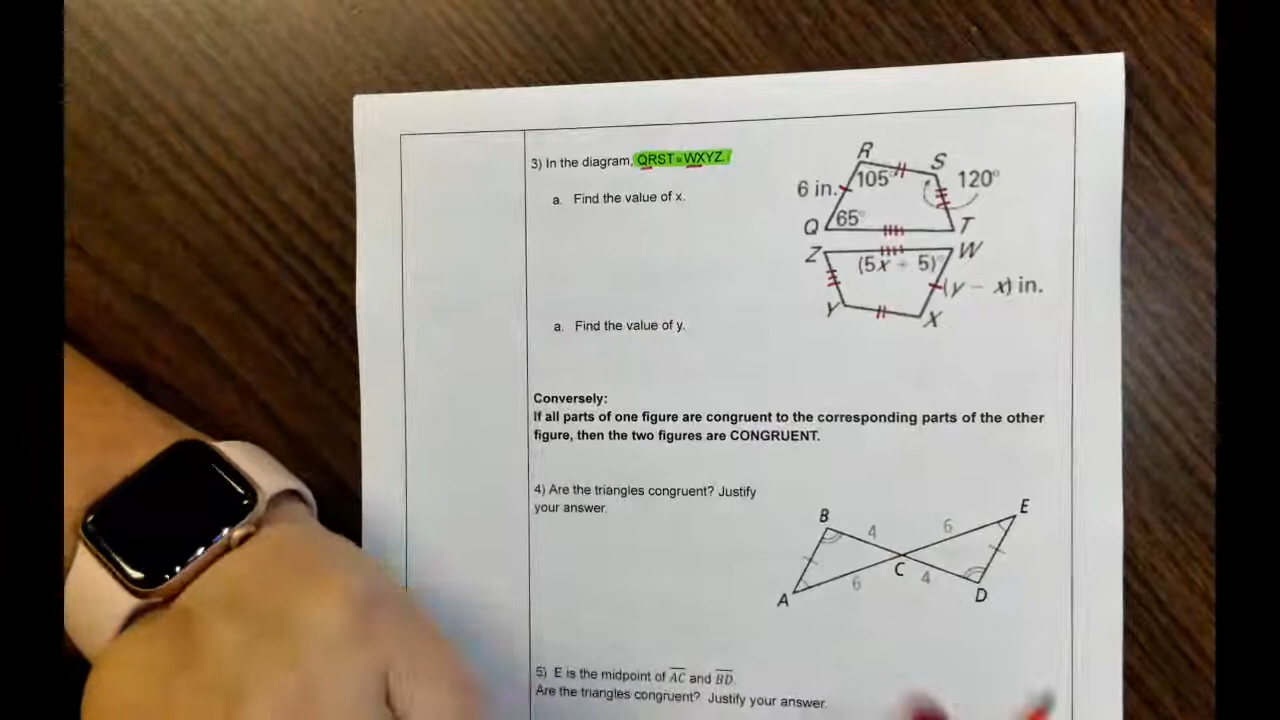 3) In the diagram, QRST≅WXYZ.
a. Find the value of x.
R
S
6 in.
105°
120°
Q
65°
T
Z
W
(5x - 5)°
(y – x) in.
Y
X
a. Find the value of y.
Conversely:
If all parts of one figure are congruent to the corresponding parts of the other
figure, then the two figures are CONGRUENT.
4) Are the triangles congruent? Justify
your answer.
B
4
6
E
C
A
6
4
D
5) E is the midpoint of AC and BD.
Are the triangles congruent? Justify your answer.